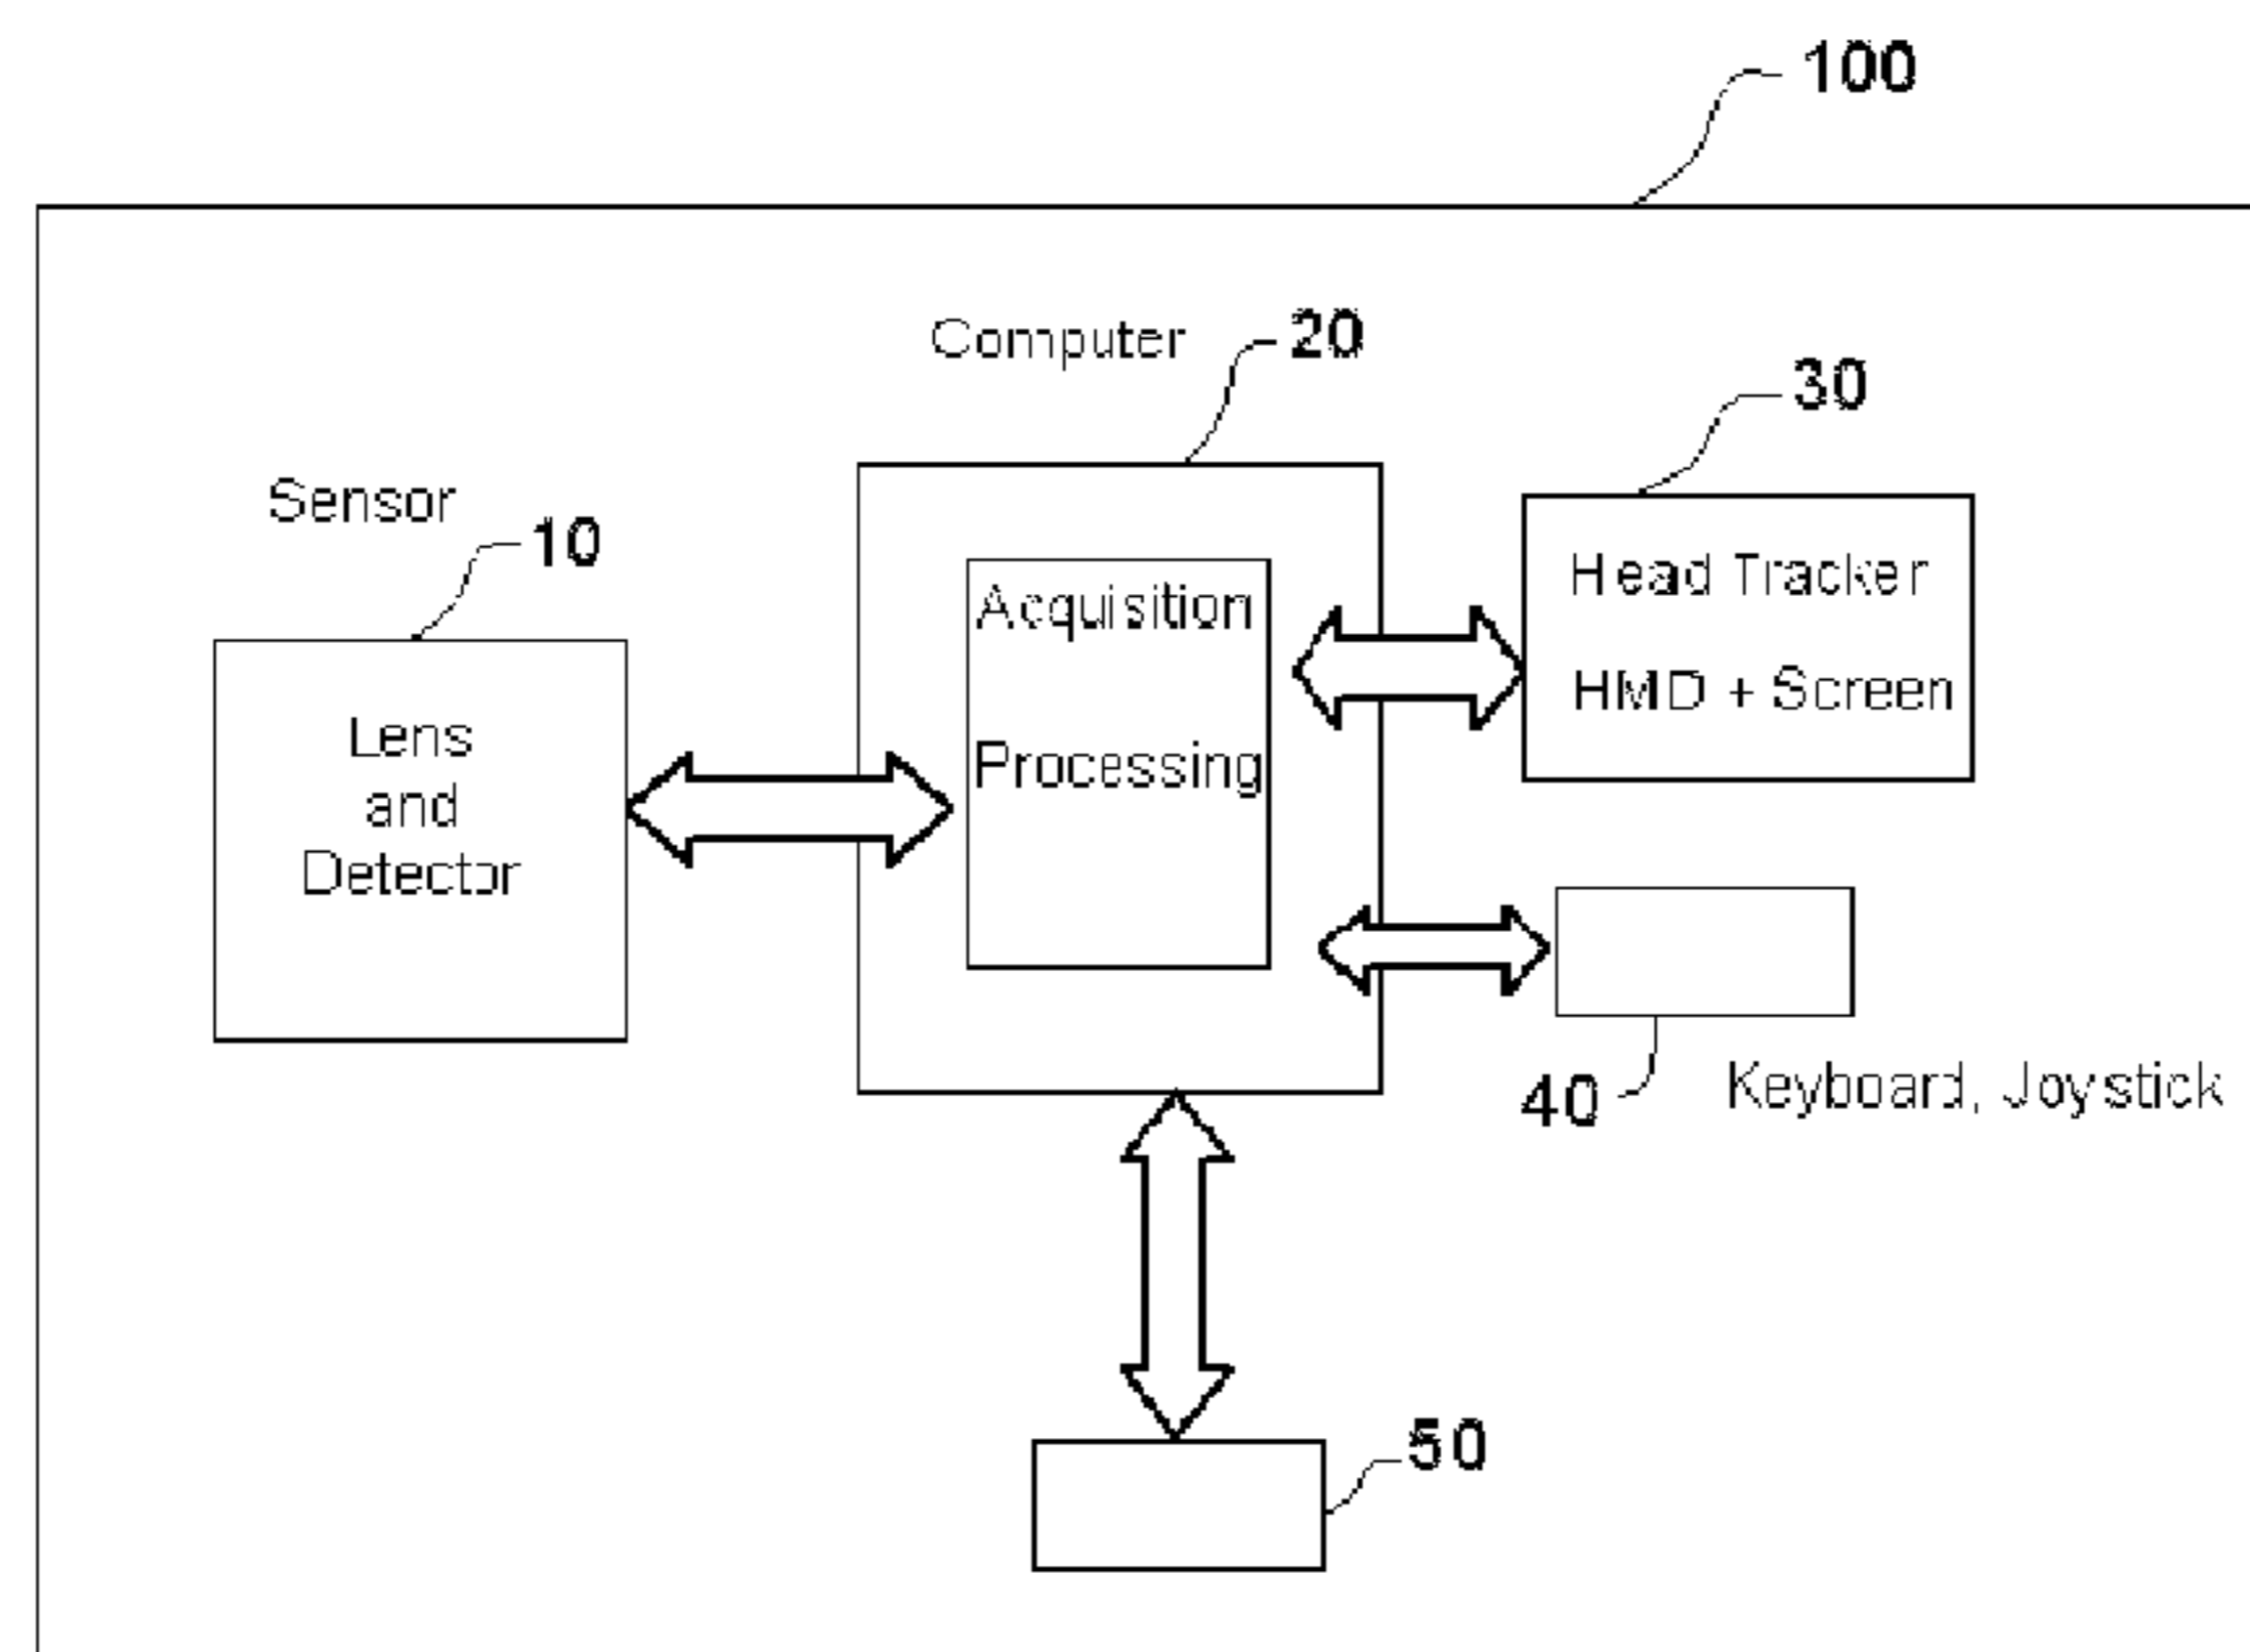 100
Computer
20
30
Sensor
10
Head Tracker
HMD + Screen
Acquisition
Processing
Lens
and
Detector
40
Keyboard, Joystick
50